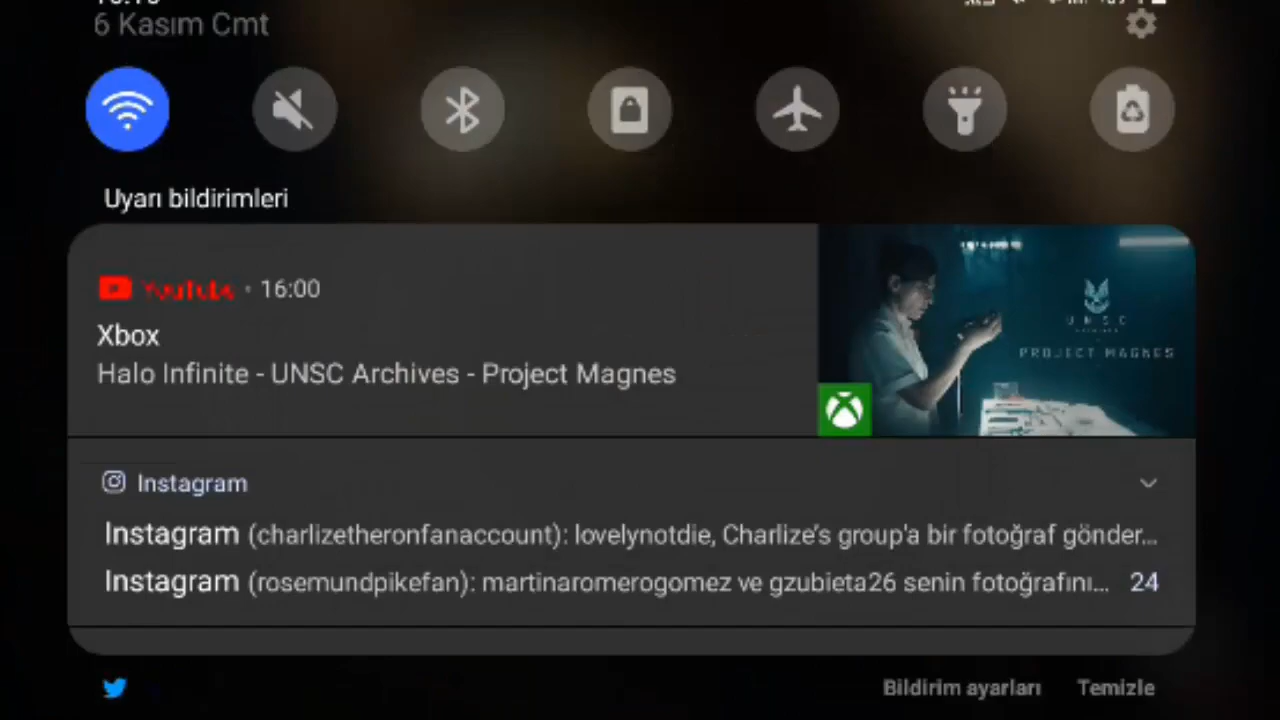 6 Kasım Cmt
Uyarı bildirimleri
YouTube • 16:00
Xbox
Halo Infinite - UNSC Archives - Project Magnes
UNSC
PROJECT MAGNES
Instagram
Instagram (charlizetheronfanaccount): lovelynotdie, Charlize's group'a bir fotoğraf gönder...
Instagram (rosemundpikefan): martinaromerogomez ve gzubieta26 senin fotoğrafını... 24
Bildirim ayarları Temizle